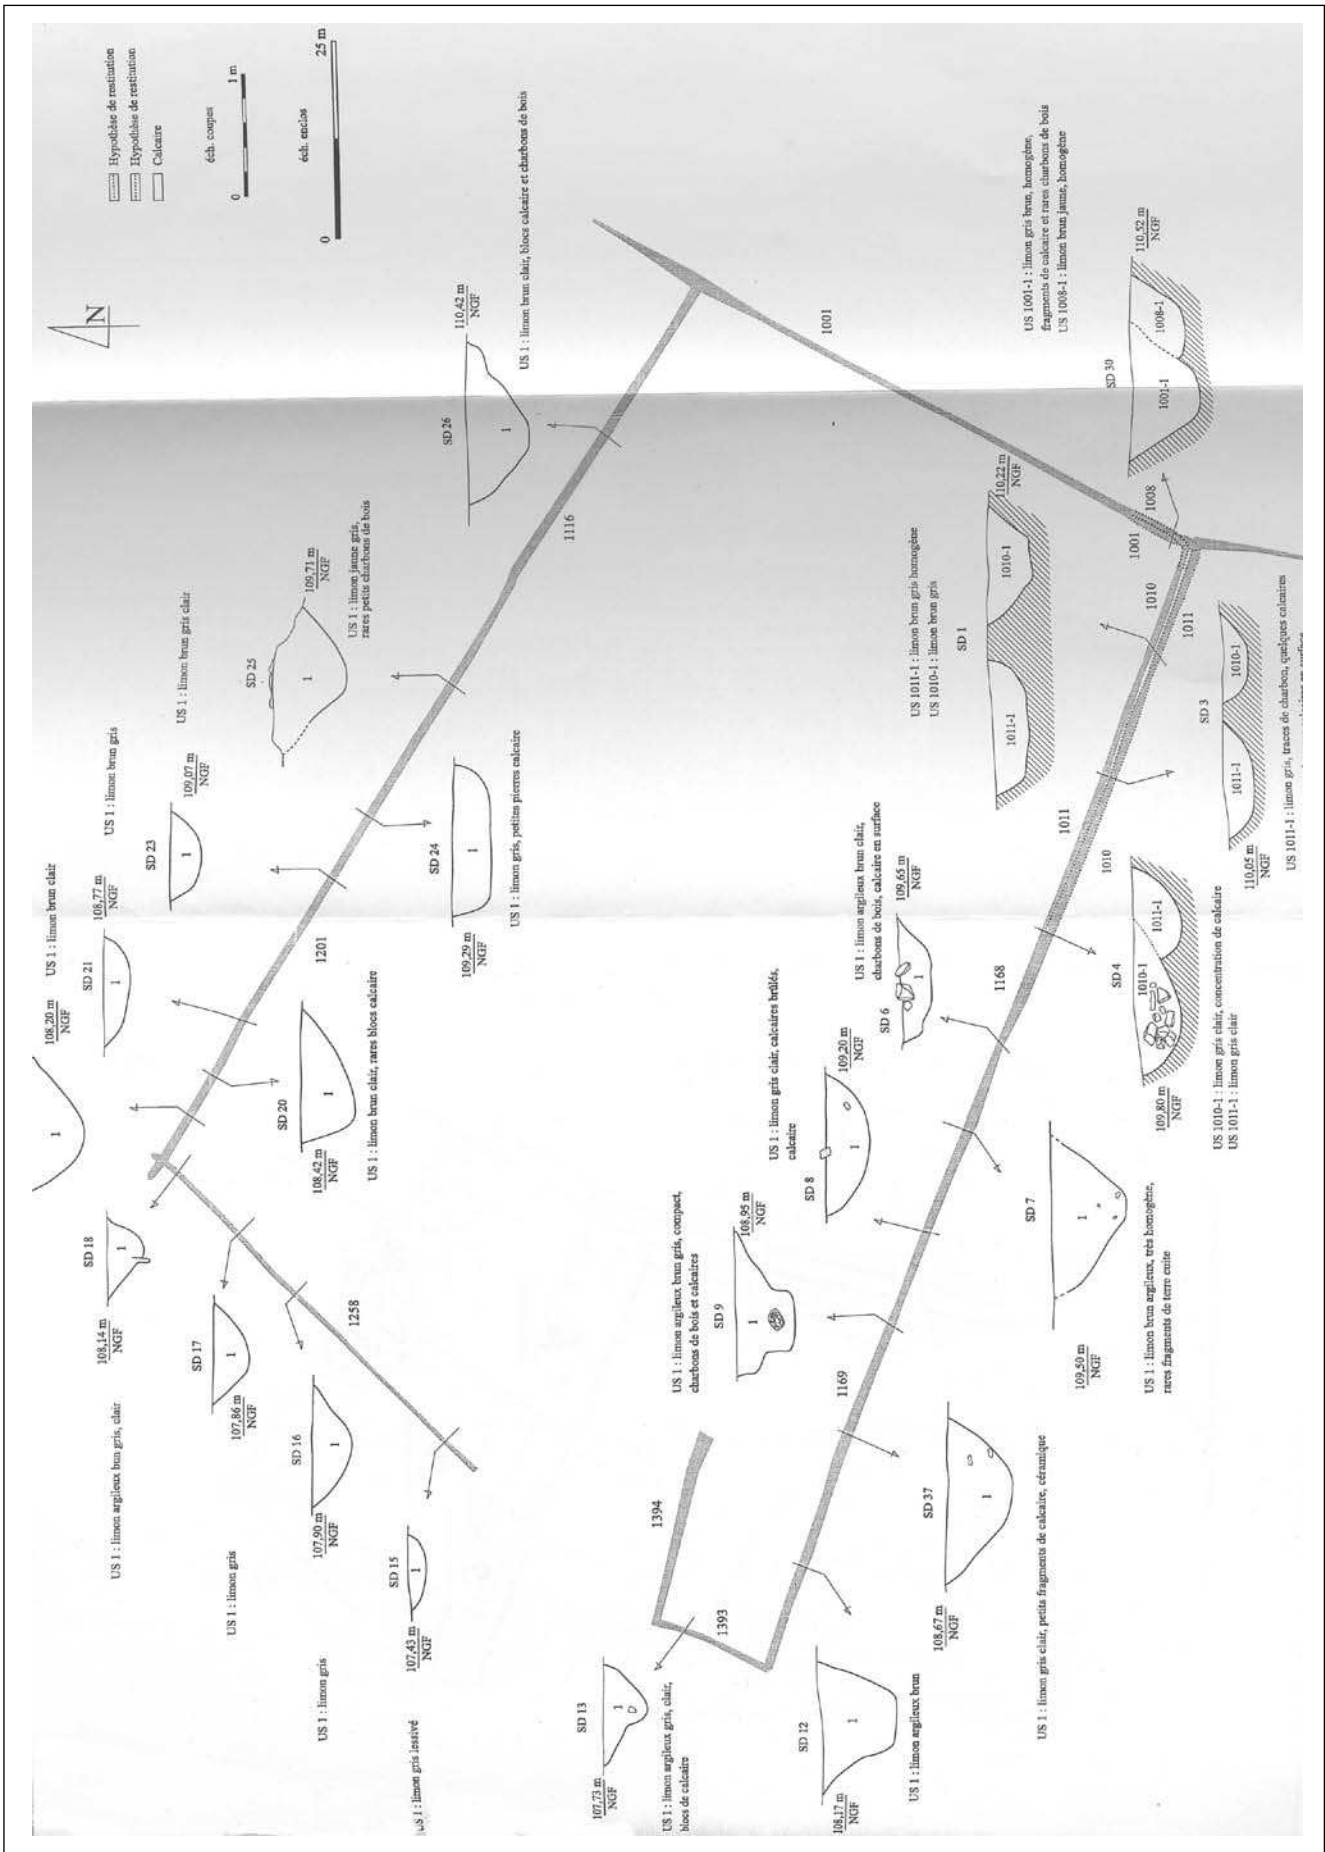 Hypothèse de restitution
Hypothèse de restitution
Calcaire
éch. coupes
0
1 m
éch. enclos
0
25 m
N
108,20 m
NGF
1
US 1 : limon brun clair
SD 21
108,77 m
NGF
1
US 1 : limon brun gris
SD 23
109,07 m
NGF
1
US 1 : limon brun gris clair
SD 25
109,71 m
NGF
1
US 1 : limon jaune gris,
rares petits charbons de bois
SD 26
110,42 m
NGF
1
US 1 : limon brun clair, blocs calcaire et charbons de bois
SD 20
108,42 m
NGF
1
US 1 : limon brun clair, rares blocs calcaire
1201
SD 24
109,29 m
NGF
1
US 1 : limon gris, petites pierres calcaire
1116
1001
SD 18
108,14 m
NGF
1
US 1 : limon argileux bun gris, clair
SD 17
107,86 m
NGF
1
US 1 : limon gris
SD 16
107,90 m
NGF
1
US 1 : limon gris
SD 15
107,43 m
NGF
1
US 1 : limon gris lessivé
1258
US 1001-1 : limon gris brun, homogène,
fragments de calcaire et rares charbons de bois
US 1008-1 : limon brun jaune, homogène
SD 30
110,52 m
NGF
1001-1
1008-1
1008
1001
1010
1011
SD 1
110,22 m
NGF
1011-1
1010-1
US 1011-1 : limon brun gris homogène
US 1010-1 : limon brun gris
SD 3
110,05 m
NGF
1011-1
1010-1
US 1011-1 : limon gris, traces de charbon, quelques calcaires
1011
1010
SD 4
109,80 m
NGF
1010-1
1011-1
US 1010-1 : limon gris clair, concentration de calcaire
US 1011-1 : limon gris clair
1168
SD 6
109,65 m
NGF
1
US 1 : limon argileux brun clair,
charbons de bois, calcaire en surface
SD 7
109,50 m
NGF
1
US 1 : limon brun argileux, très homogène,
rares fragments de terre cuite
SD 8
109,20 m
NGF
1
US 1 : limon gris clair, calcaires brûlés,
calcaire
SD 9
108,95 m
NGF
1
US 1 : limon argileux brun gris, compact,
charbons de bois et calcaires
1169
SD 37
108,67 m
NGF
1
US 1 : limon gris clair, petits fragments de calcaire, céramique
1394
1393
SD 12
108,17 m
NGF
1
US 1 : limon argileux brun
SD 13
107,73 m
NGF
1
US 1 : limon argileux gris, clair,
blocs de calcaire